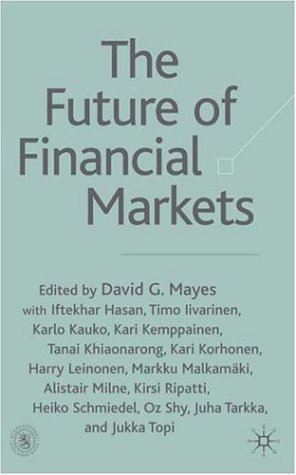 The
Future of
Financial
Markets
Edited by David G. Mayes
with Iftekhar Hasan, Timo Iivarinen,
Karlo Kauko, Kari Kemppainen,
Tanai Khiaonarong, Kari Korhonen,
Harry Leinonen, Markku Malkamäki,
Alistair Milne, Kirsi Ripatti,
Heiko Schmiedel, Oz Shy, Juha Tarkka,
and Jukka Topi